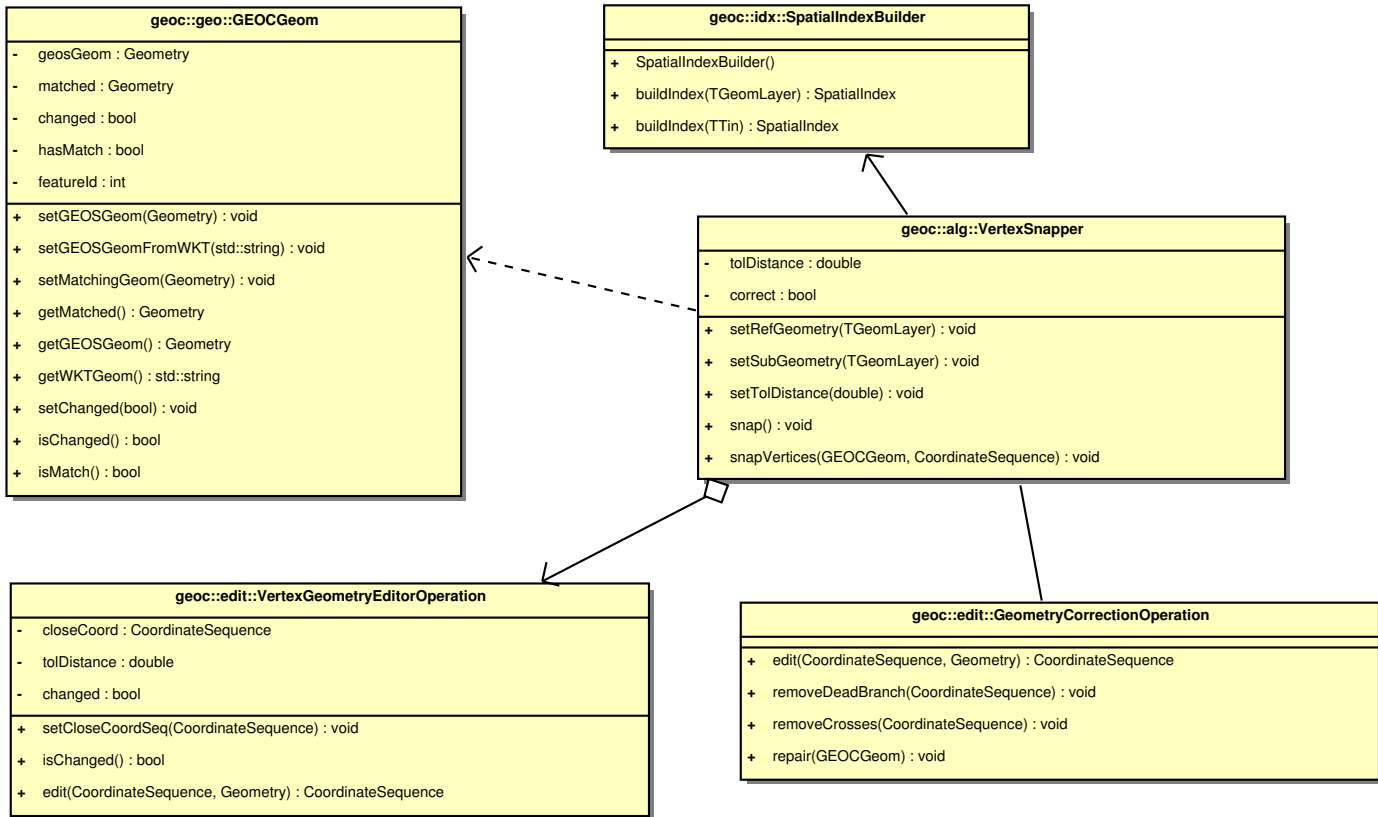 geoc::geo::GEOCGeom
- geosGeom : Geometry
- matched : Geometry
- changed : bool
- hasMatch : bool
- featureId : int
+ setGEOSGeom(Geometry) : void
+ setGEOSGeomFromWKT(std::string) : void
+ setMatchingGeom(Geometry) : void
+ getMatched() : Geometry
+ getGEOSGeom() : Geometry
+ getWKTGeom() : std::string
+ setChanged(bool) : void
+ isChanged() : bool
+ isMatch() : bool
geoc::idx::SpatialIndexBuilder
+ SpatialIndexBuilder()
+ buildIndex(TGeomLayer) : SpatialIndex
+ buildIndex(TTin) : SpatialIndex
geoc::alg::VertexSnapper
- tolDistance : double
- correct : bool
+ setRefGeometry(TGeomLayer) : void
+ setSubGeometry(TGeomLayer) : void
+ setTolDistance(double) : void
+ snap() : void
+ snapVertices(GEOCGeom, CoordinateSequence) : void
geoc::edit::VertexGeometryEditorOperation
- closeCoord : CoordinateSequence
- tolDistance : double
- changed : bool
+ setCloseCoordSeq(CoordinateSequence) : void
+ isChanged() : bool
+ edit(CoordinateSequence, Geometry) : CoordinateSequence
geoc::edit::GeometryCorrectionOperation
+ edit(CoordinateSequence, Geometry) : CoordinateSequence
+ removeDeadBranch(CoordinateSequence) : void
+ removeCrosses(CoordinateSequence) : void
+ repair(GEOCGeom) : void